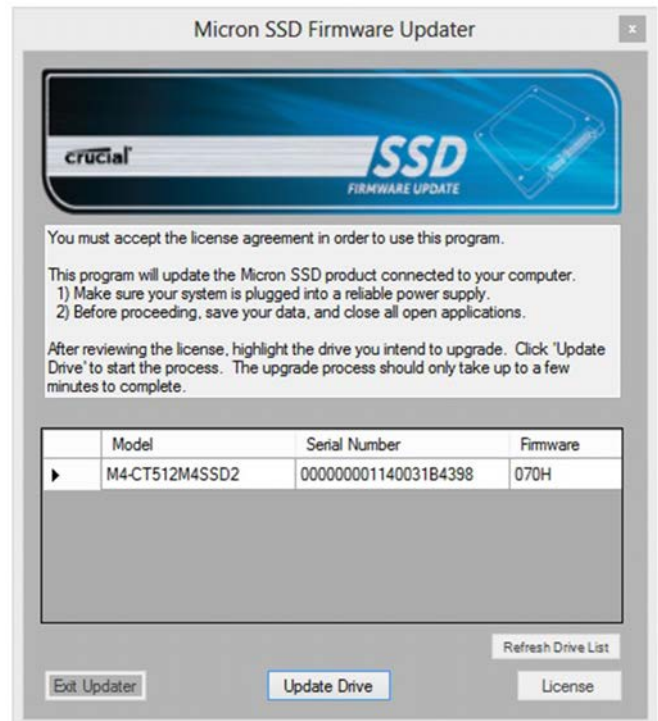 Micron SSD Firmware Updater
x
crucial
SSD
FIRMWARE UPDATE
You must accept the license agreement in order to use this program.
This program will update the Micron SSD product connected to your computer.
1) Make sure your system is plugged into a reliable power supply.
2) Before proceeding, save your data, and close all open applications.
After reviewing the license, highlight the drive you intend to upgrade. Click 'Update
Drive' to start the process. The upgrade process should only take up to a few
minutes to complete.
Model Serial Number Firmware
M4-CT512M4SSD2 000000001140031B4398 070H
Refresh Drive List
Exit Updater Update Drive License